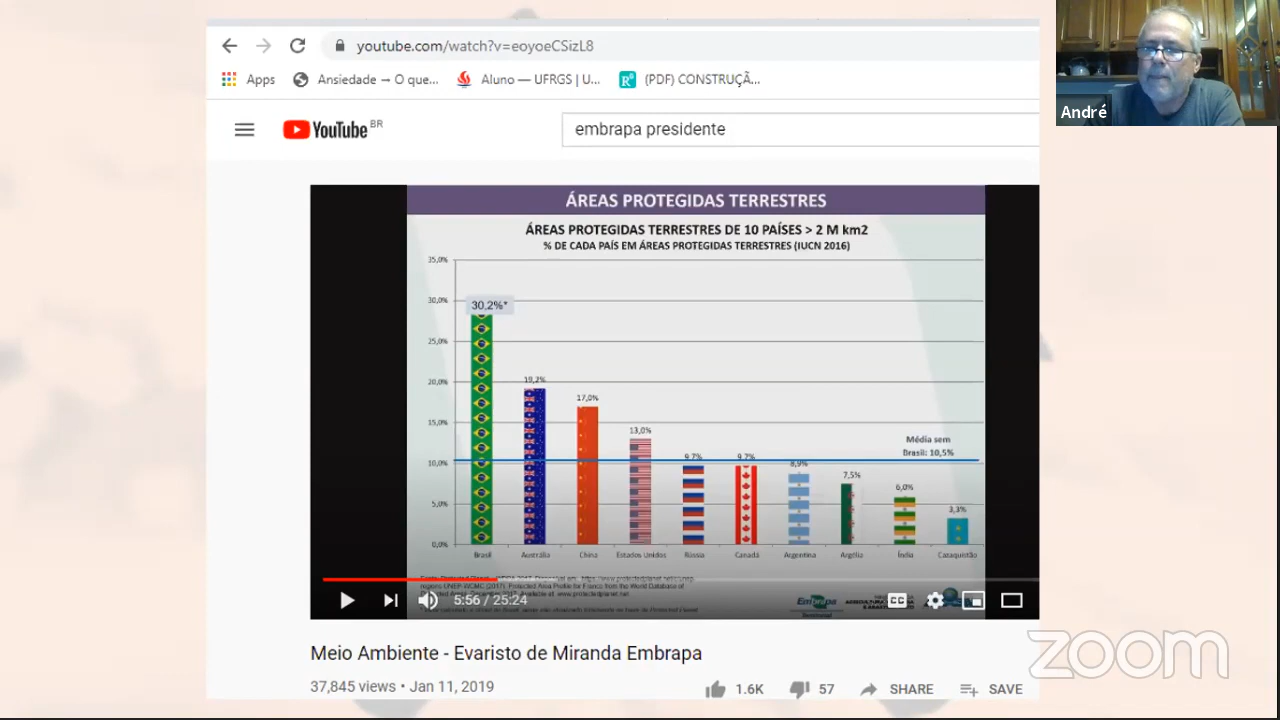 youtube.com/watch?v=eoyoeCSizL8
Apps
Ansiedade → O que...
Aluno — UFRGS | U...
(PDF) CONSTRUÇÃ...
YouTube BR
embrapa presidente
André
ÁREAS PROTEGIDAS TERRESTRES
ÁREAS PROTEGIDAS TERRESTRES DE 10 PAÍSES > 2 M km2
% DE CADA PAÍS EM ÁREAS PROTEGIDAS TERRESTRES (IUCN 2016)
35,0%
30,0%
25,0%
20,0%
15,0%
10,0%
5,0%
0,0%
30,2%*
19,2%
17,0%
13,0%
9,7%
9,7%
8,9%
7,5%
6,0%
3,3%
Média sem
Brasil: 10,5%
Brasil
Austrália
China
Estados Unidos
Rússia
Canadá
Argentina
Argélia
Índia
Cazaquistão
5:56 / 25:24
CC
Embrapa
Meio Ambiente - Evaristo de Miranda Embrapa
37,845 views • Jan 11, 2019
1.6K
57
SHARE
SAVE
zoom